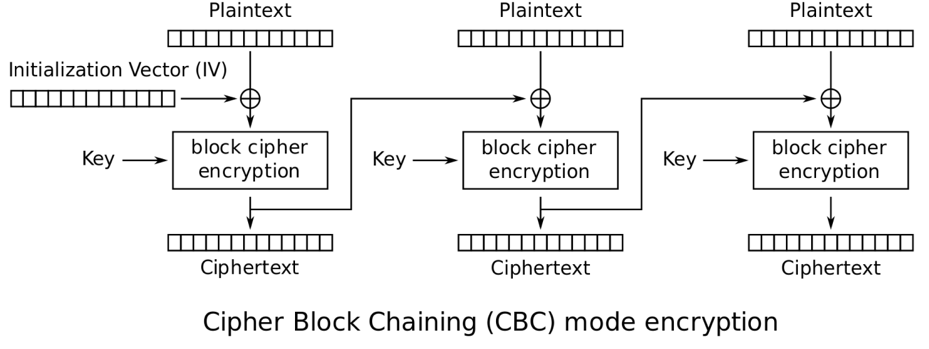 Plaintext
Plaintext
Plaintext
Initialization Vector (IV)
Key
block cipher
encryption
Key
block cipher
encryption
Key
block cipher
encryption
Ciphertext
Ciphertext
Ciphertext
Cipher Block Chaining (CBC) mode encryption